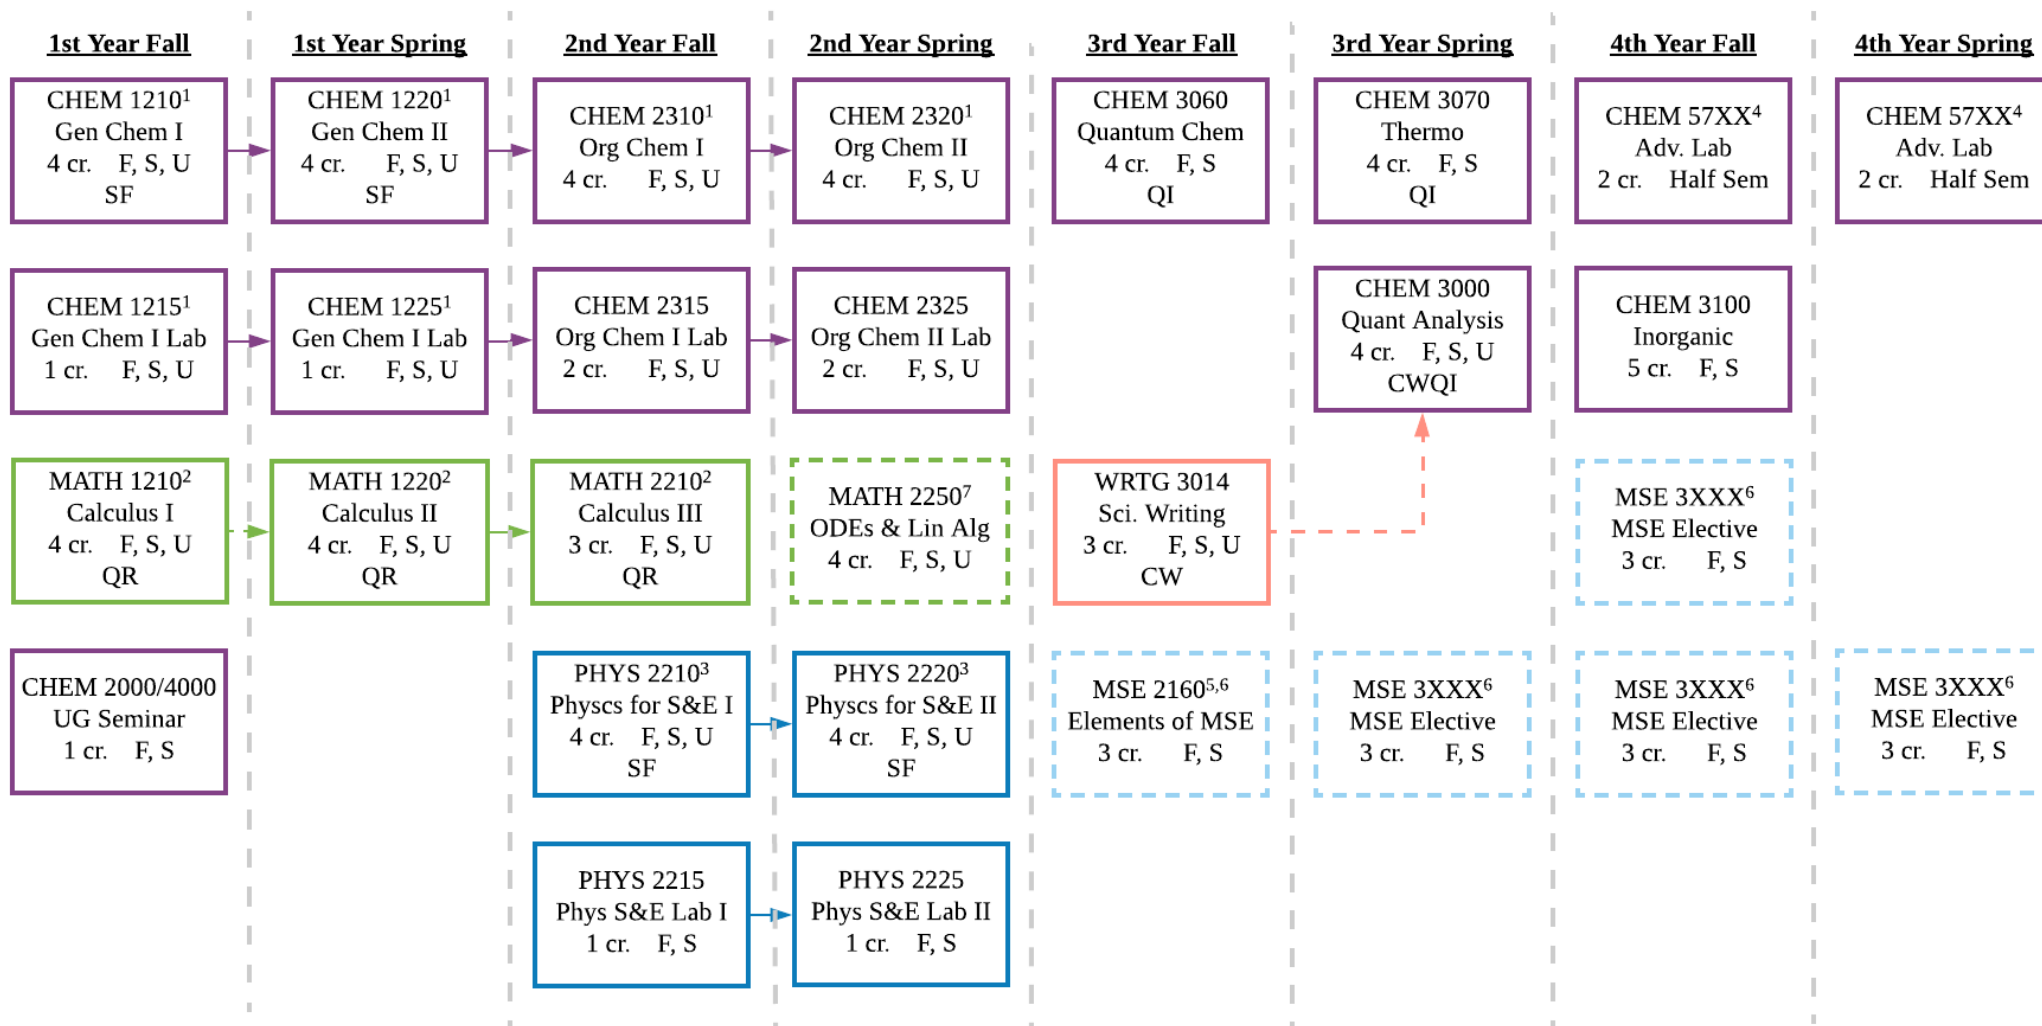 1st Year Fall
CHEM 1210¹
Gen Chem I
4 cr. F, S, U
SF
CHEM 1215¹
Gen Chem I Lab
1 cr. F, S, U
MATH 1210²
Calculus I
4 cr. F, S, U
QR
CHEM 2000/4000
UG Seminar
1 cr. F, S
1st Year Spring
CHEM 1220¹
Gen Chem II
4 cr. F, S, U
SF
CHEM 1225¹
Gen Chem I Lab
1 cr. F, S, U
MATH 1220²
Calculus II
4 cr. F, S, U
QR
2nd Year Fall
CHEM 2310¹
Org Chem I
4 cr. F, S, U
CHEM 2315
Org Chem I Lab
2 cr. F, S, U
MATH 2210²
Calculus III
3 cr. F, S, U
QR
PHYS 2210³
Physcs for S&E I
4 cr. F, S, U
SF
PHYS 2215
Phys S&E Lab I
1 cr. F, S
2nd Year Spring
CHEM 2320¹
Org Chem II
4 cr. F, S, U
CHEM 2325
Org Chem II Lab
2 cr. F, S, U
MATH 2250⁷
ODEs & Lin Alg
4 cr. F, S, U
PHYS 2220³
Physcs for S&E II
4 cr. F, S, U
SF
PHYS 2225
Phys S&E Lab II
1 cr. F, S
3rd Year Fall
CHEM 3060
Quantum Chem
4 cr. F, S
QI
WRTG 3014
Sci. Writing
3 cr. F, S, U
CW
MSE 2160⁵,⁶
Elements of MSE
3 cr. F, S
3rd Year Spring
CHEM 3070
Thermo
4 cr. F, S
QI
CHEM 3000
Quant Analysis
4 cr. F, S, U
CWQI
MSE 3XXX⁶
MSE Elective
3 cr. F, S
4th Year Fall
CHEM 57XX⁴
Adv. Lab
2 cr. Half Sem
CHEM 3100
Inorganic
5 cr. F, S
MSE 3XXX⁶
MSE Elective
3 cr. F, S
MSE 3XXX⁶
MSE Elective
3 cr. F, S
4th Year Spring
CHEM 57XX⁴
Adv. Lab
2 cr. Half Sem
MSE 3XXX⁶
MSE Elective
3 cr. F, S